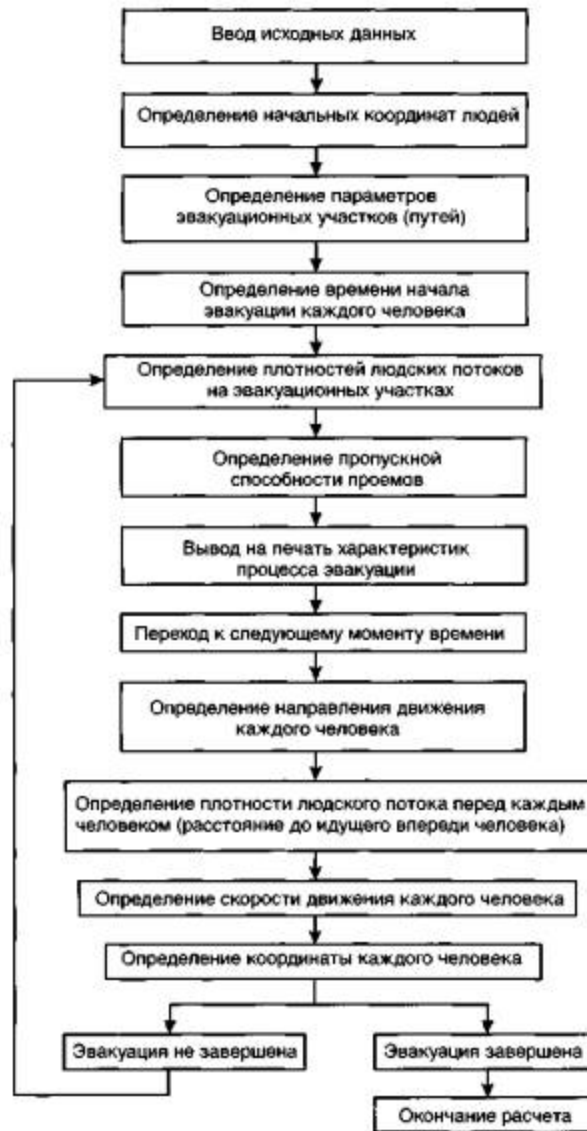 Ввод исходных данных
Определение начальных координат людей
Определение параметров
эвакуационных участков (путей)
Определение времени начала
эвакуации каждого человека
Определение плотностей людских потоков
на эвакуационных участках
Определение пропускной
способности проемов
Вывод на печать характеристик
процесса эвакуации
Переход к следующему моменту времени
Определение направления движения
каждого человека
Определение плотности людского потока перед каждым
человеком (расстояние до идущего впереди человека)
Определение скорости движения каждого человека
Определение координаты каждого человека
Эвакуация не завершена
Эвакуация завершена
Окончание расчета